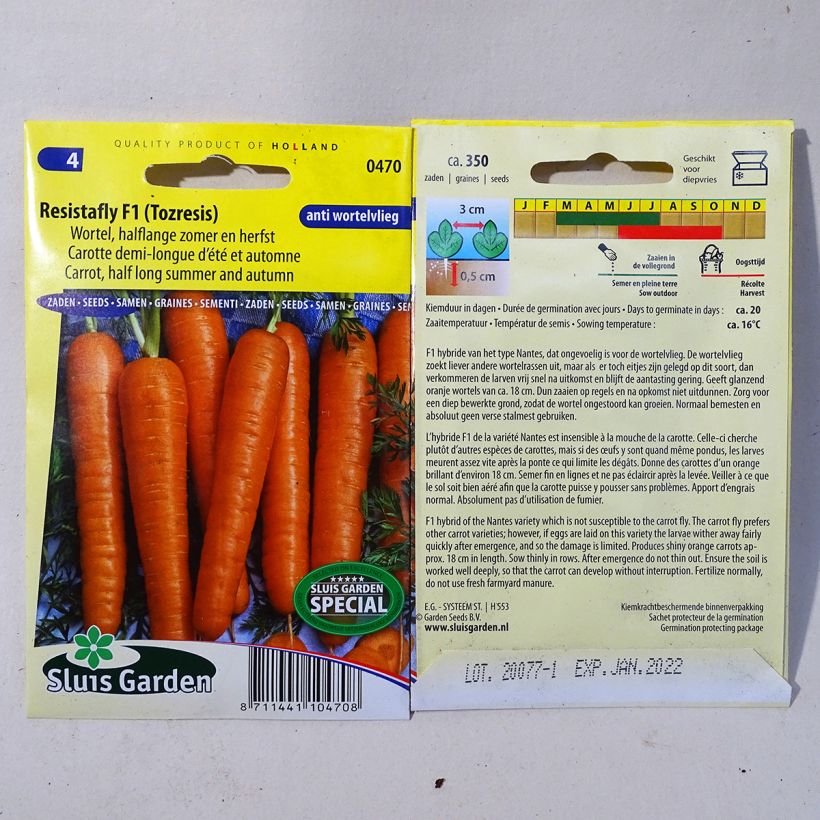 QUALITY PRODUCT OF HOLLAND
4
0470
Resistafly F1 (Tozresis)
anti wortelvlieg
Wortel, halflange zomer en herfst
Carotte demi-longue d'été et automne
Carrot, half long summer and autumn
ZADEN • SEEDS • SAMEN • GRAINES • SEMENTI • ZADEN • SEEDS • SAMEN • GRAINES • SEM
SELECTED ON EXCELLENCE
SLUIS GARDEN
SPECIAL
Sluis Garden
8 711441 104708
ca. 350
zaden | graines | seeds
Geschikt
voor
diepvries
3 cm
0,5 cm
J F M A M J J A S O N D
Zaaien in
de vollegrond
Semer en pleine terre
Sow outdoor
Oogsttijd
Récolte
Harvest
Kiemduur in dagen • Durée de germination avec jours • Days to germinate in days : ca. 20
Zaaitemperatuur • Températur de semis • Sowing temperature : ca. 16°C
F1 hybride van het type Nantes, dat ongevoelig is voor de wortelvlieg. De wortelvlieg
zoekt liever andere wortelrassen uit, maar als er toch eitjes zijn gelegd op dit soort, dan
verkommeren de larven vrij snel na uitkomst en blijft de aantasting gering. Geeft glanzend
oranje wortels van ca. 18 cm. Dun zaaien op regels en na opkomst niet uitdunnen. Zorg voor
een diep bewerkte grond, zodat de wortel ongestoord kan groeien. Normaal bemesten en
absoluut geen verse stalmest gebruiken.
L'hybride F1 de la variété Nantes est insensible à la mouche de la carotte. Celle-ci cherche
plutôt d'autres espèces de carottes, mais si des œufs y sont quand même pondus, les larves
meurent assez vite après la ponte ce qui limite les dégâts. Donne des carottes d'un orange
brillant d'environ 18 cm. Semer fin en lignes et ne pas éclaircir après la levée. Veiller à ce que
le sol soit bien aéré afin que la carotte puisse y pousser sans problèmes. Apport d'engrais
normal. Absolument pas d'utilisation de fumier.
F1 hybrid of the Nantes variety which is not susceptible to the carrot fly. The carrot fly prefers
other carrot varieties; however, if eggs are laid on this variety the larvae wither away fairly
quickly after emergence, and so the damage is limited. Produces shiny orange carrots ap-
prox. 18 cm in length. Sow thinly in rows. After emergence do not thin out. Ensure the soil is
worked well deeply, so that the carrot can develop without interruption. Fertilize normally,
do not use fresh farmyard manure.
E.G. - SYSTEEM ST. | H 553
© Garden Seeds B.V.
www.sluisgarden.nl
Kiemkrachtbeschermende binnenverpakking
Sachet protecteur de la germination
Germination protecting package
LOT. 20077-1 EXP.JAN.2022